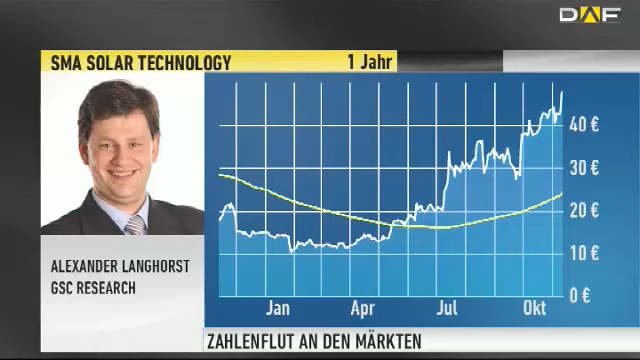 DAF
SMA SOLAR TECHNOLOGY 1 Jahr
40 €
30 €
20 €
10 €
0 €
Jan Apr Jul Okt
ALEXANDER LANGHORST
GSC RESEARCH
ZAHLENFLUT AN DEN MÄRKTEN